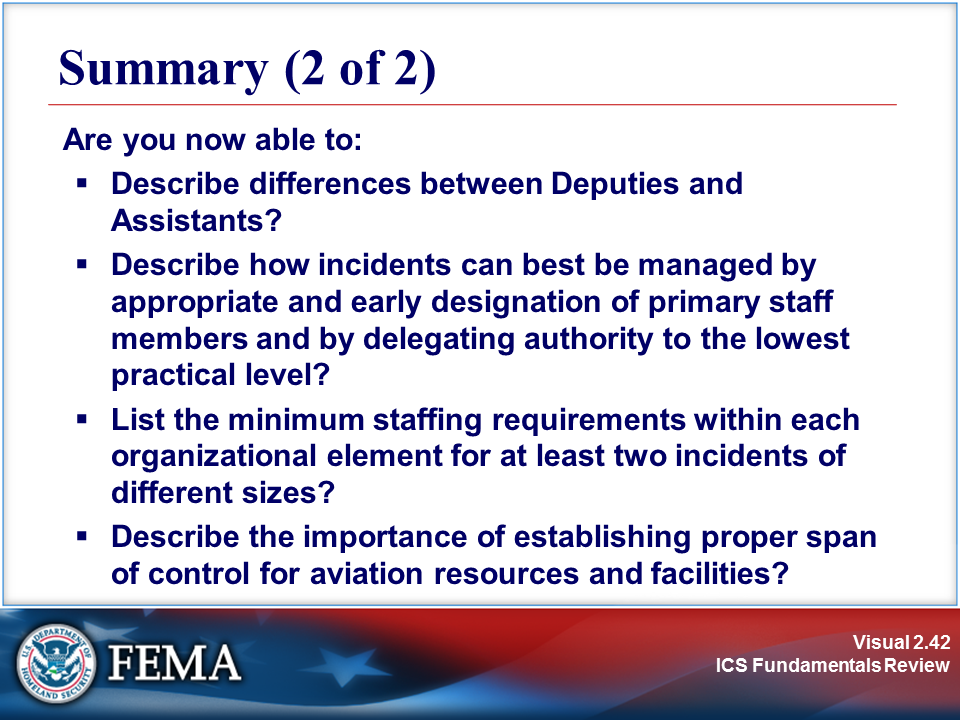 Summary (2 of 2)
Are you now able to:
▪ Describe differences between Deputies and
Assistants?
▪ Describe how incidents can best be managed by
appropriate and early designation of primary staff
members and by delegating authority to the lowest
practical level?
▪ List the minimum staffing requirements within each
organizational element for at least two incidents of
different sizes?
▪ Describe the importance of establishing proper span
of control for aviation resources and facilities?
U.S. DEPARTMENT OF HOMELAND SECURITY
FEMA
Visual 2.42
ICS Fundamentals Review